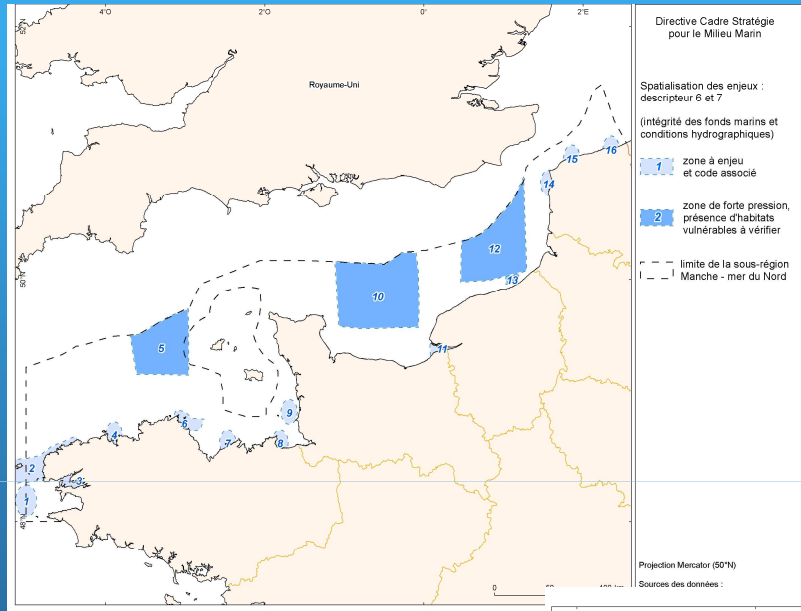 4°0'
2°0'
0°
2°E
52°N
Royaume-Uni
50°N
48°N
1
2
3
4
5
6
7
8
9
10
11
12
13
14
15
16
0
Directive Cadre Stratégie
pour le Milieu Marin
Spatialisation des enjeux :
descripteur 6 et 7
(intégrité des fonds marins et
conditions hydrographiques)
1 zone à enjeu
et code associé
2 zone de forte pression,
présence d'habitats
vulnérables à vérifier
limite de la sous-région
Manche - mer du Nord
Projection Mercator (50°N)
Sources des données :